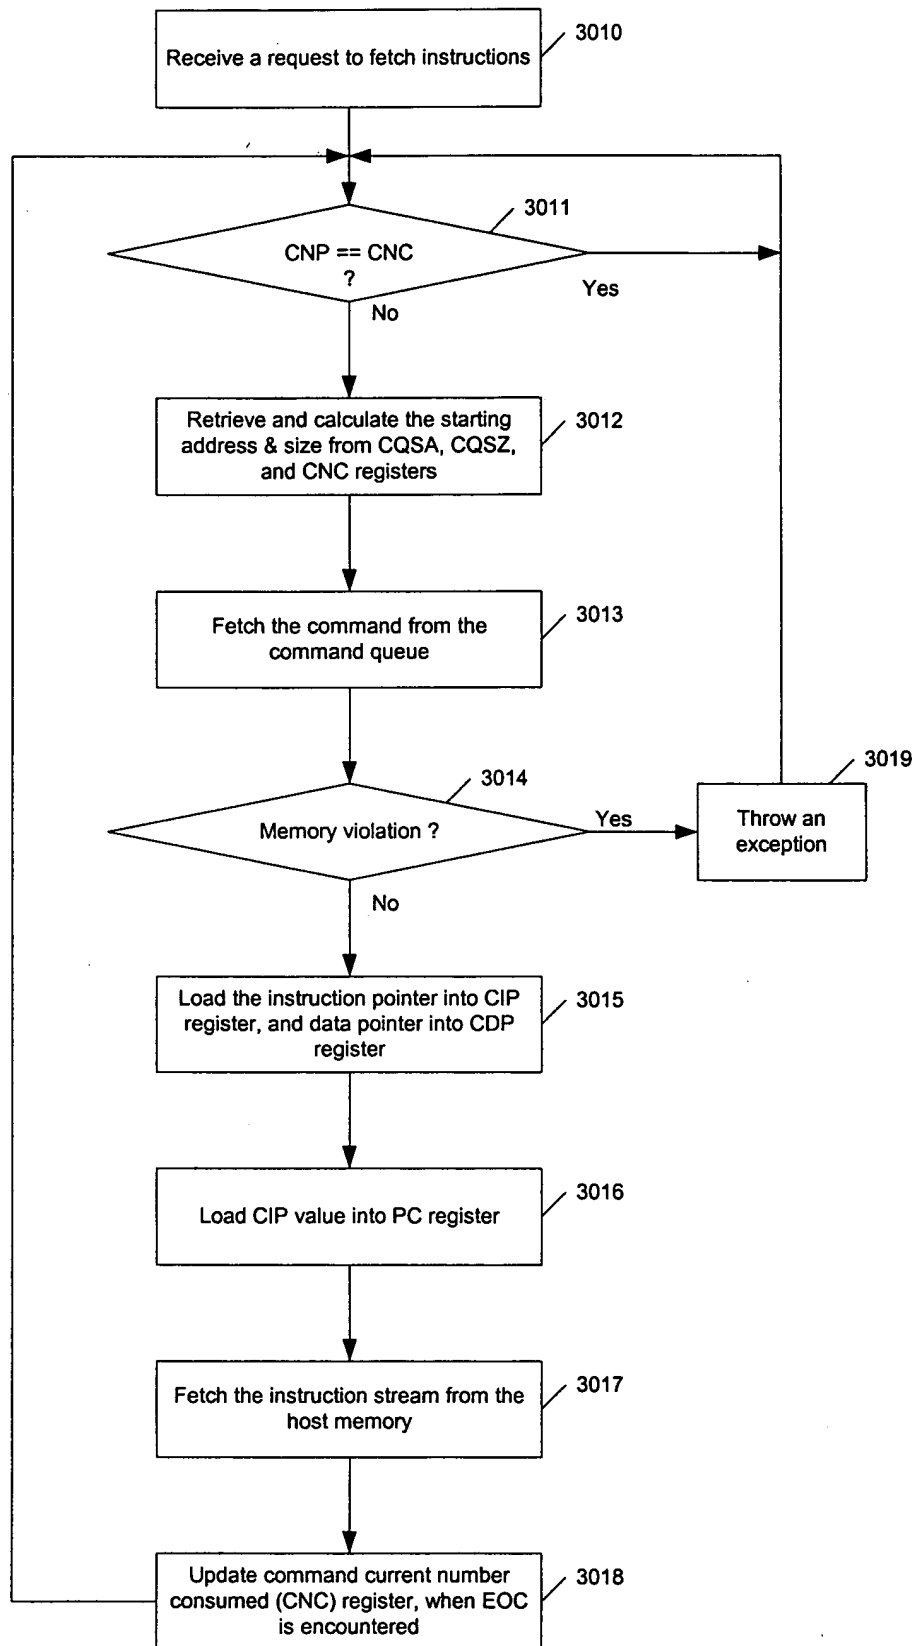 Receive a request to fetch instructions
3010
3011
CNP == CNC
?
Yes
No
Retrieve and calculate the starting
address & size from CQSA, CQSZ,
and CNC registers
3012
Fetch the command from the
command queue
3013
3014
Memory violation ?
Yes
No
3019
Throw an
exception
Load the instruction pointer into CIP
register, and data pointer into CDP
register
3015
Load CIP value into PC register
3016
Fetch the instruction stream from the
host memory
3017
Update command current number
consumed (CNC) register, when EOC
is encountered
3018